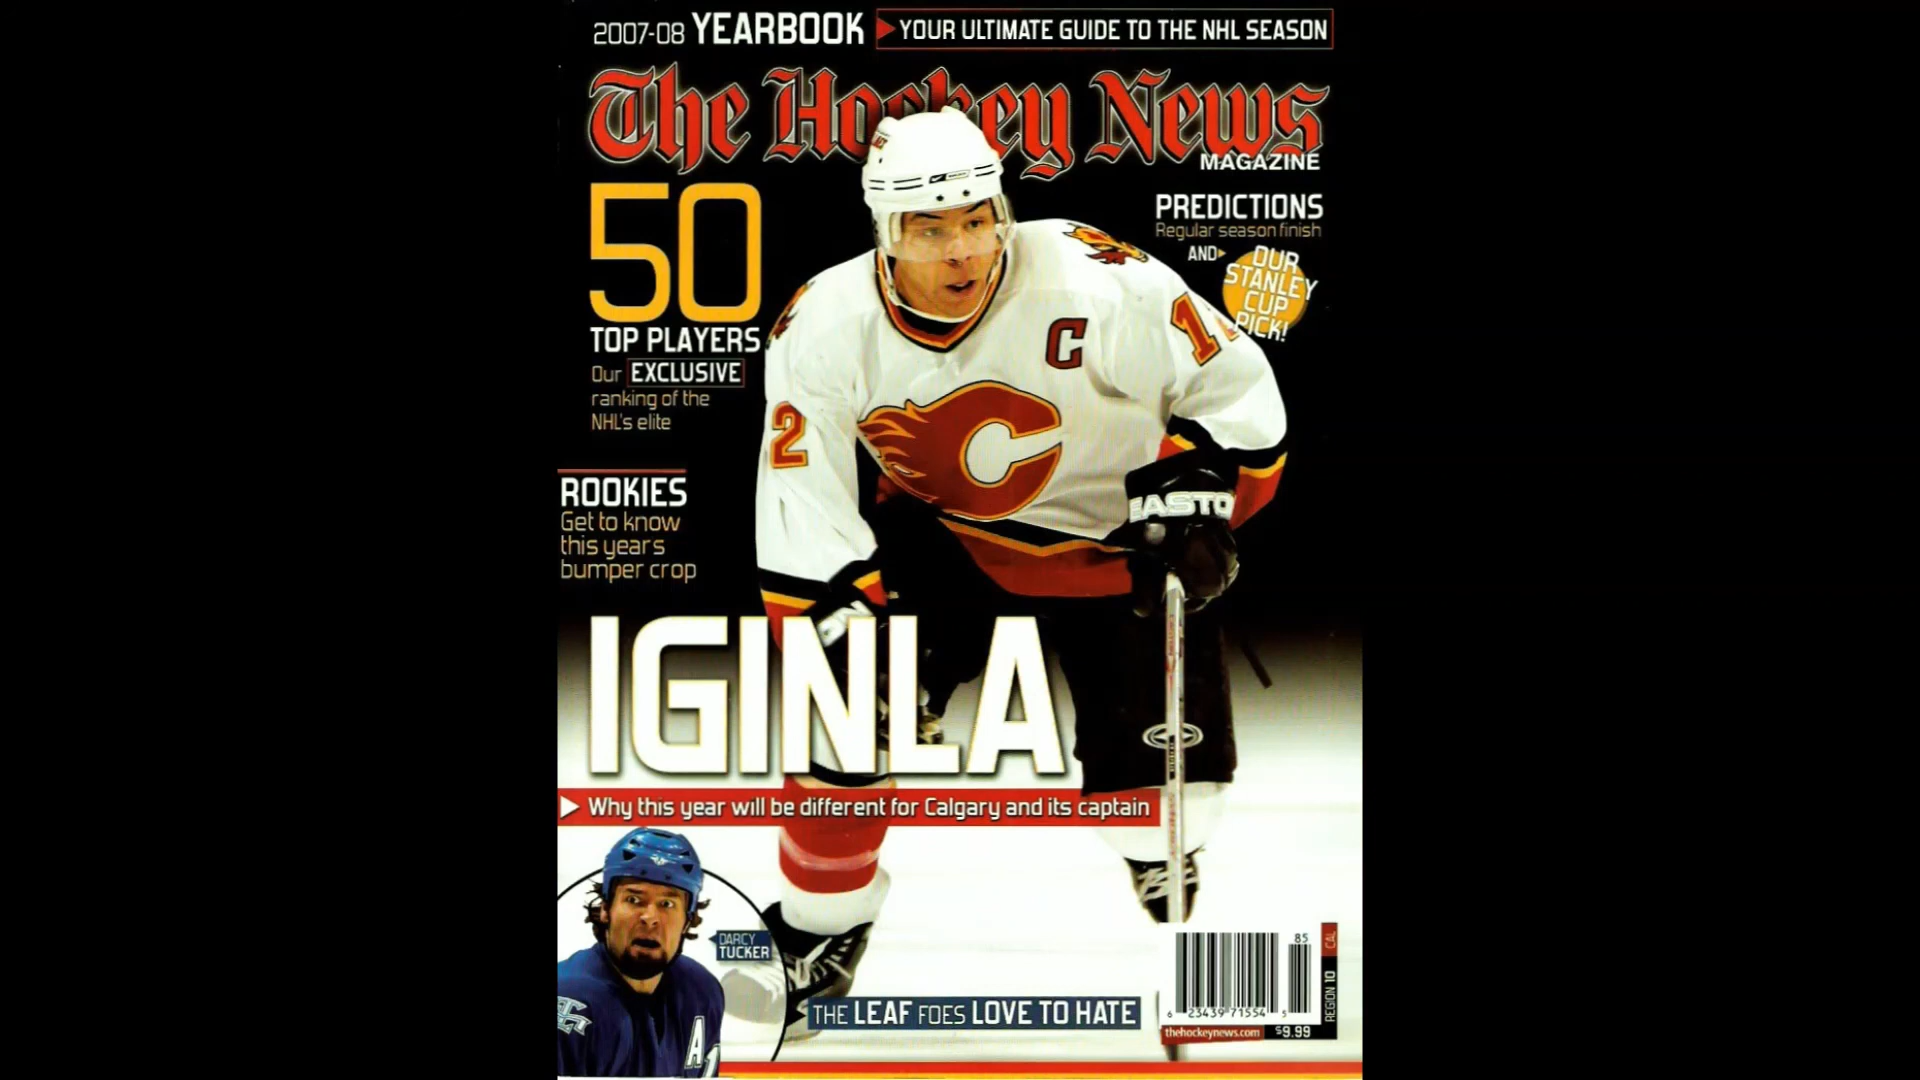 2007-08 YEARBOOK YOUR ULTIMATE GUIDE TO THE NHL SEASON
The Hockey News
MAGAZINE
50
TOP PLAYERS
Our EXCLUSIVE
ranking of the
NHL's elite
PREDICTIONS
Regular season finish
AND
OUR
STANLEY
CUP
PICK!
C
1
12
C
EASTO
ROOKIES
Get to know
this years
bumper crop
IGINLA
Why this year will be different for Calgary and its captain
DARCY
TUCKER
A
THE LEAF FOES LOVE TO HATE
85
6 23439 71554 5
thehockeynews.com $9.99
REGION 10 CAL